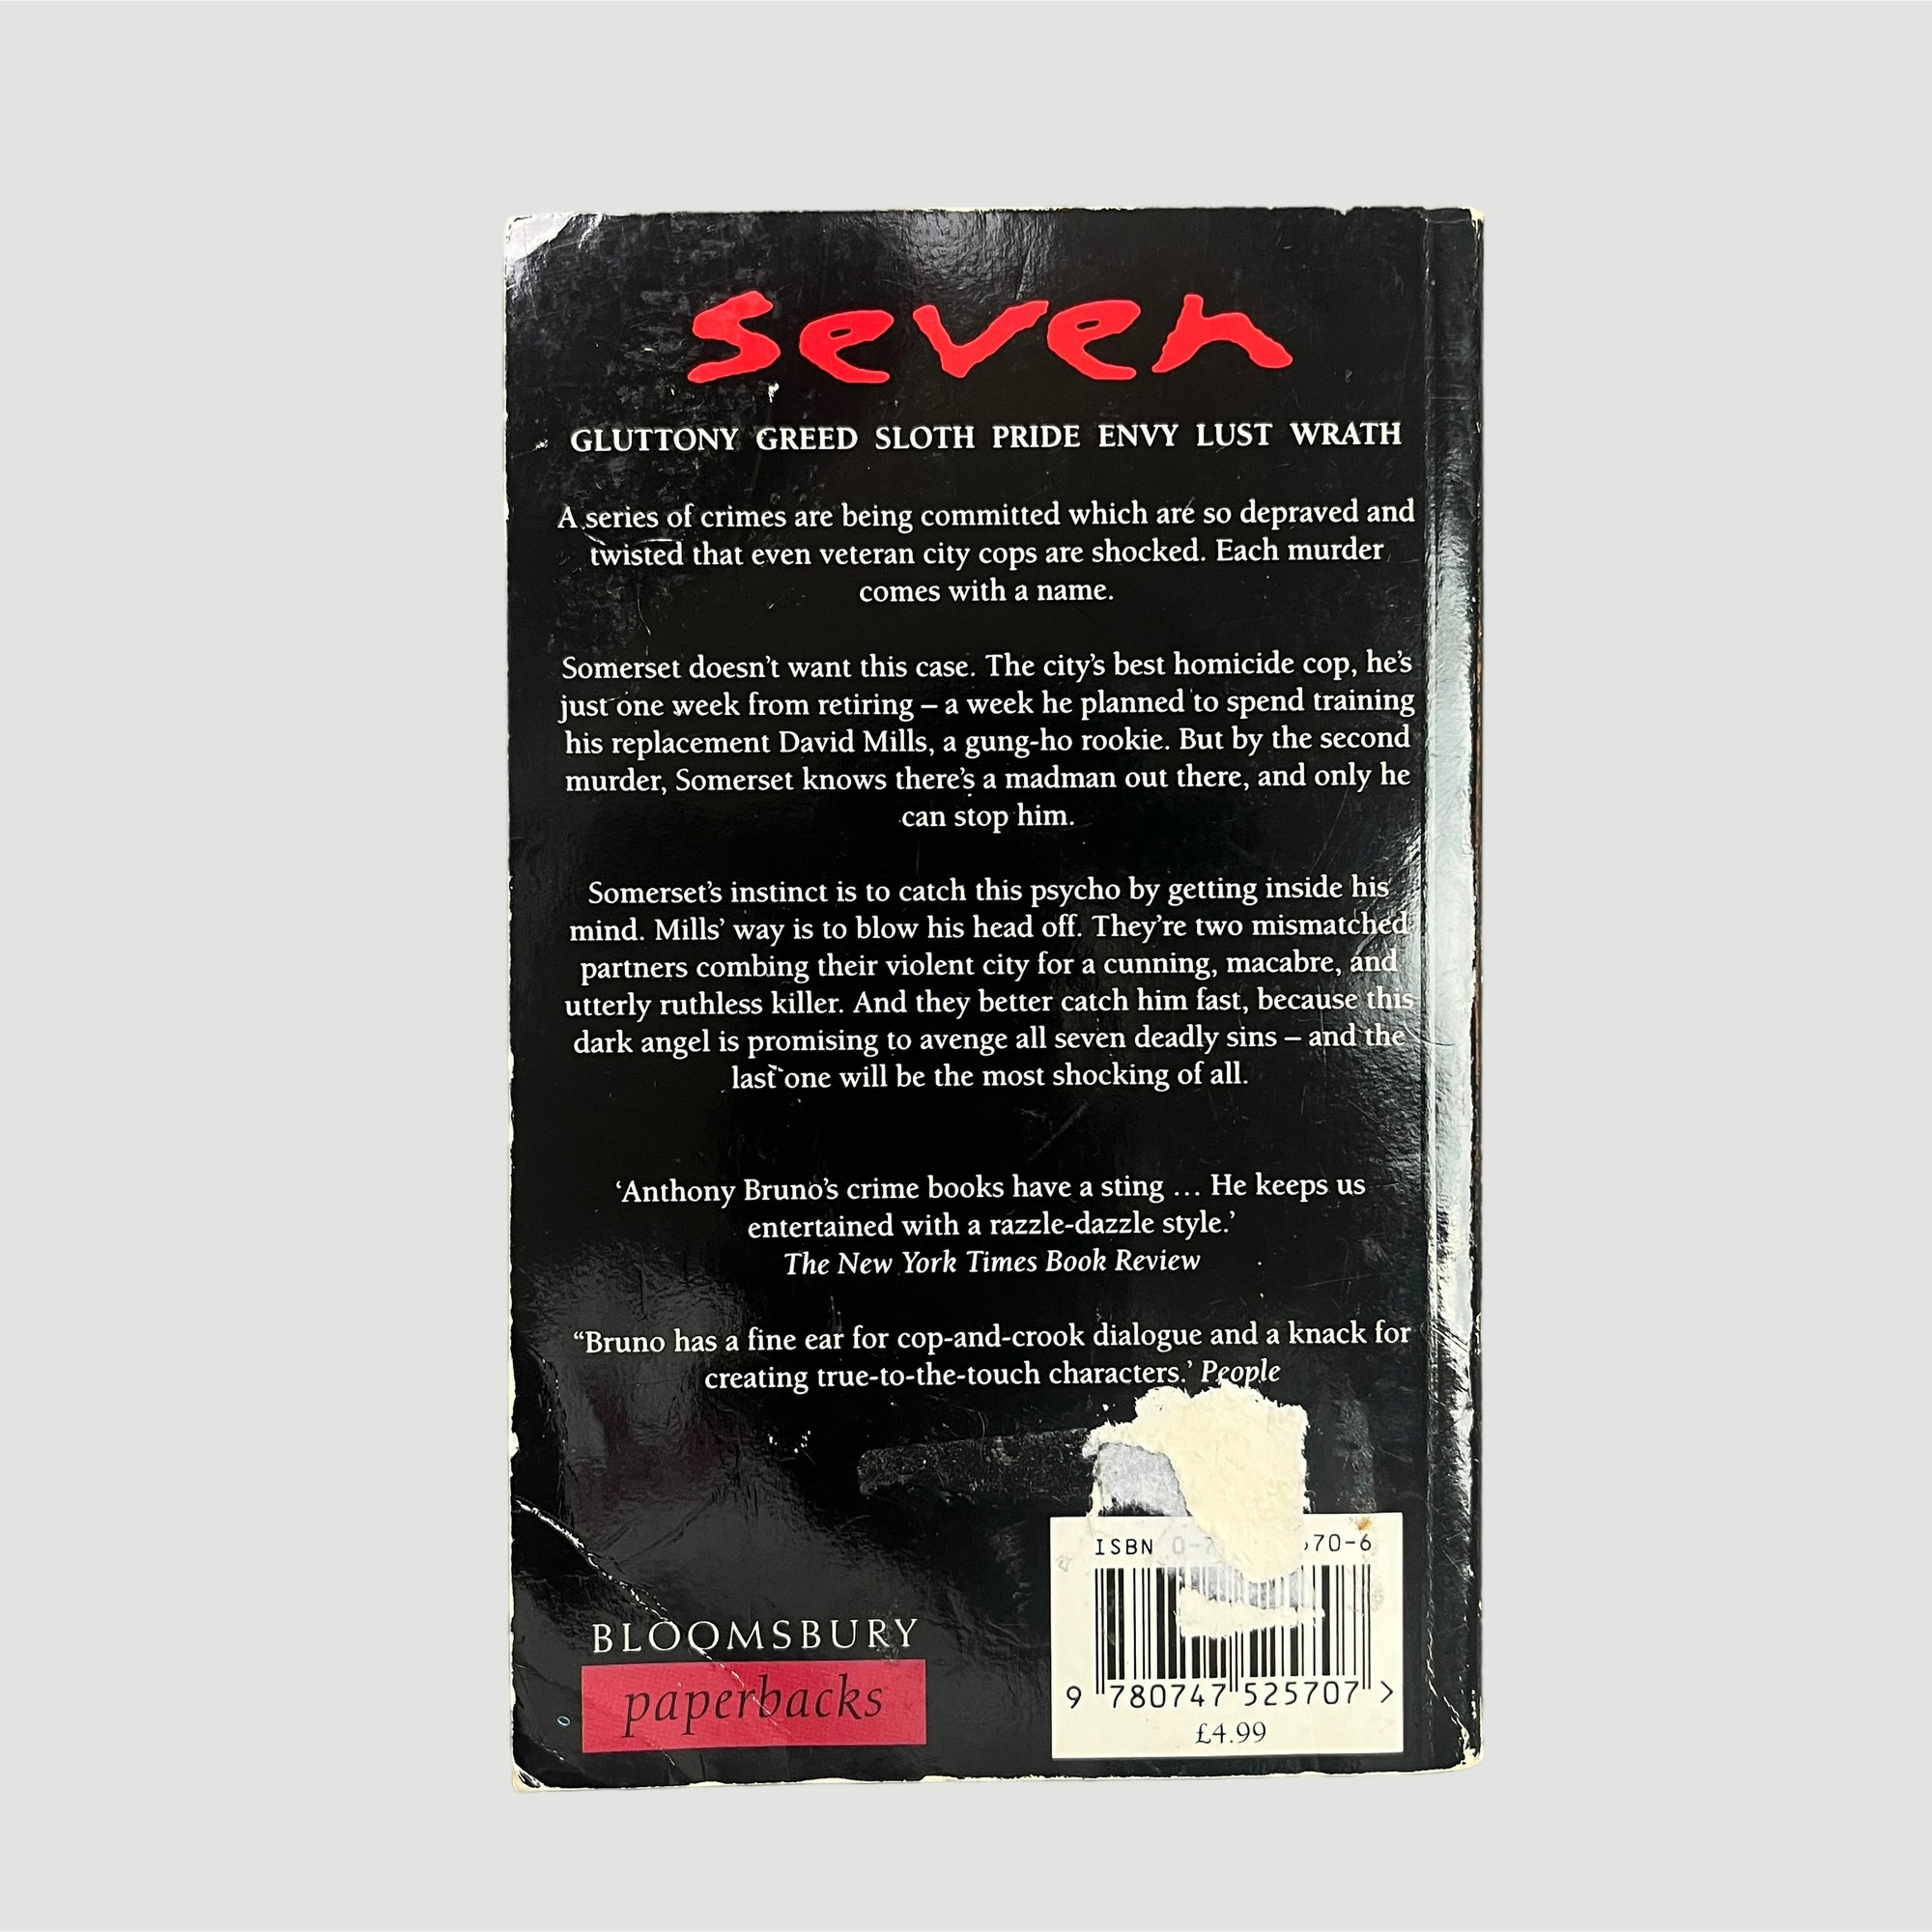 seven
GLUTTONY GREED SLOTH PRIDE ENVY LUST WRATH
A series of crimes are being committed which are so depraved and
twisted that even veteran city cops are shocked. Each murder
comes with a name.
Somerset doesn’t want this case. The city’s best homicide cop, he’s
just one week from retiring – a week he planned to spend training
his replacement David Mills, a gung-ho rookie. But by the second
murder, Somerset knows there’s a madman out there, and only he
can stop him.
Somerset’s instinct is to catch this psycho by getting inside his
mind. Mills’ way is to blow his head off. They’re two mismatched
partners combing their violent city for a cunning, macabre, and
utterly ruthless killer. And they better catch him fast, because this
dark angel is promising to avenge all seven deadly sins – and the
last one will be the most shocking of all.
‘Anthony Bruno’s crime books have a sting … He keeps us
entertained with a razzle-dazzle style.’
The New York Times Book Review
“Bruno has a fine ear for cop-and-crook dialogue and a knack for
creating true-to-the-touch characters.’ People
ISBN
BLOOMSBURY
paperbacks
9 780747 525707 >
£4.99